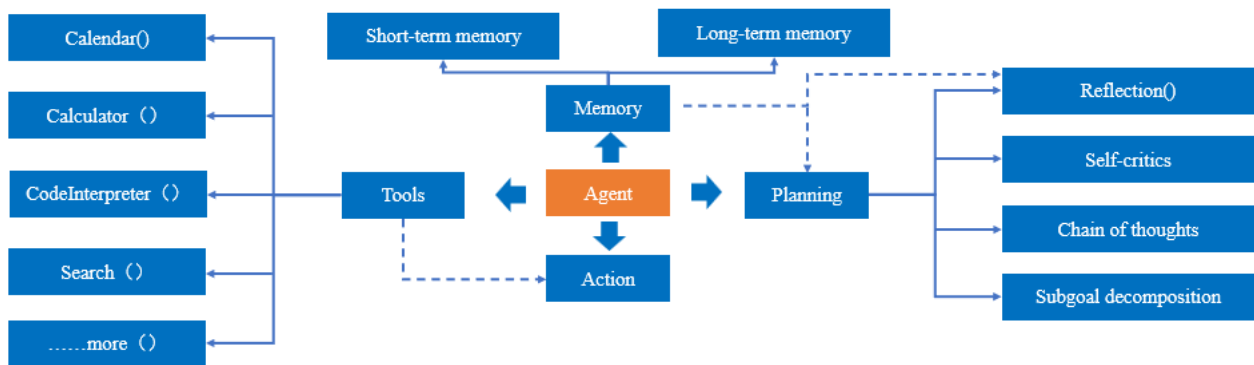 Calendar()
Short-term memory
Long-term memory
Reflection()
Memory
Calculator（）
Self-critics
CodeInterpreter（）
Tools
Agent
Planning
Chain of thoughts
Search（）
Action
Subgoal decomposition
……more（）